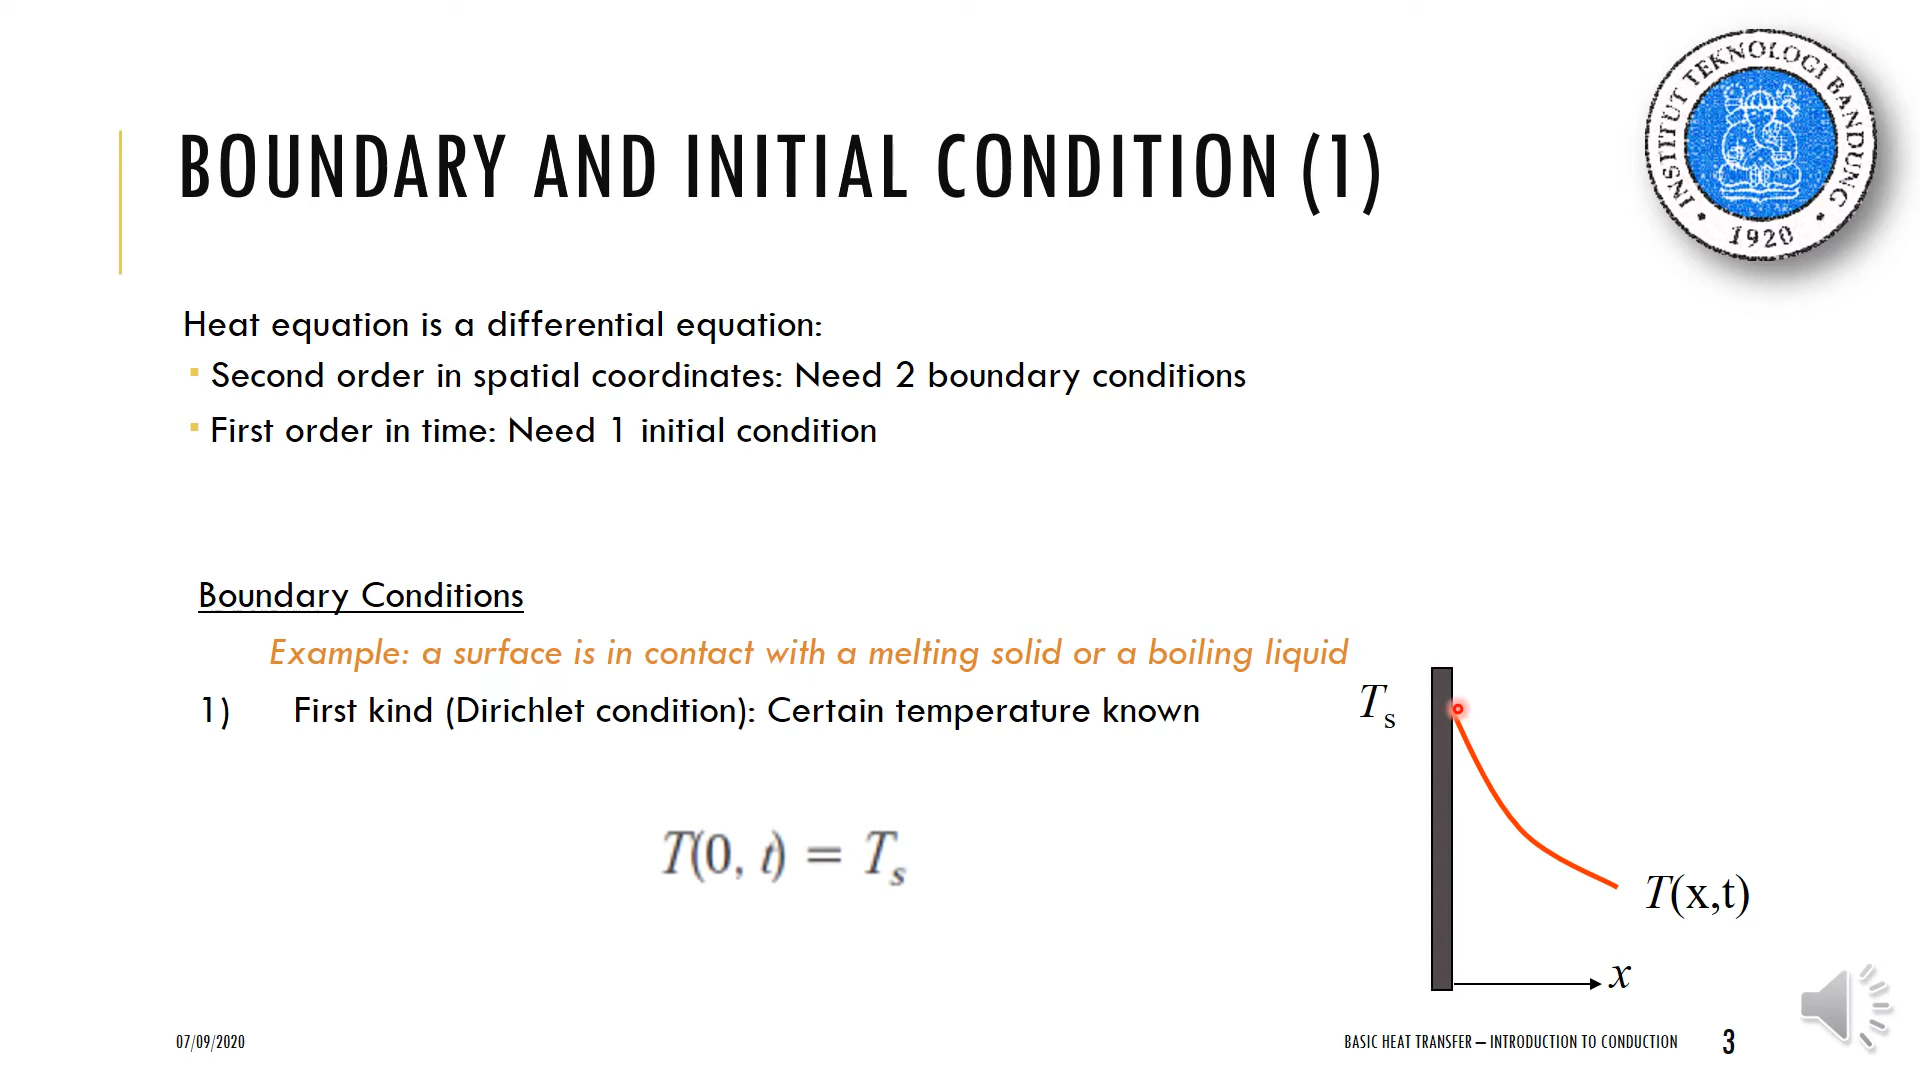 INSTITUT TEKNOLOGI BANDUNG
1920
BOUNDARY AND INITIAL CONDITION (1)
Heat equation is a differential equation:
▪ Second order in spatial coordinates: Need 2 boundary conditions
▪ First order in time: Need 1 initial condition
Boundary Conditions
Example: a surface is in contact with a melting solid or a boiling liquid
1) First kind (Dirichlet condition): Certain temperature known
T(0, t) = Ts
Ts
T(x,t)
x
07/09/2020
BASIC HEAT TRANSFER – INTRODUCTION TO CONDUCTION
3